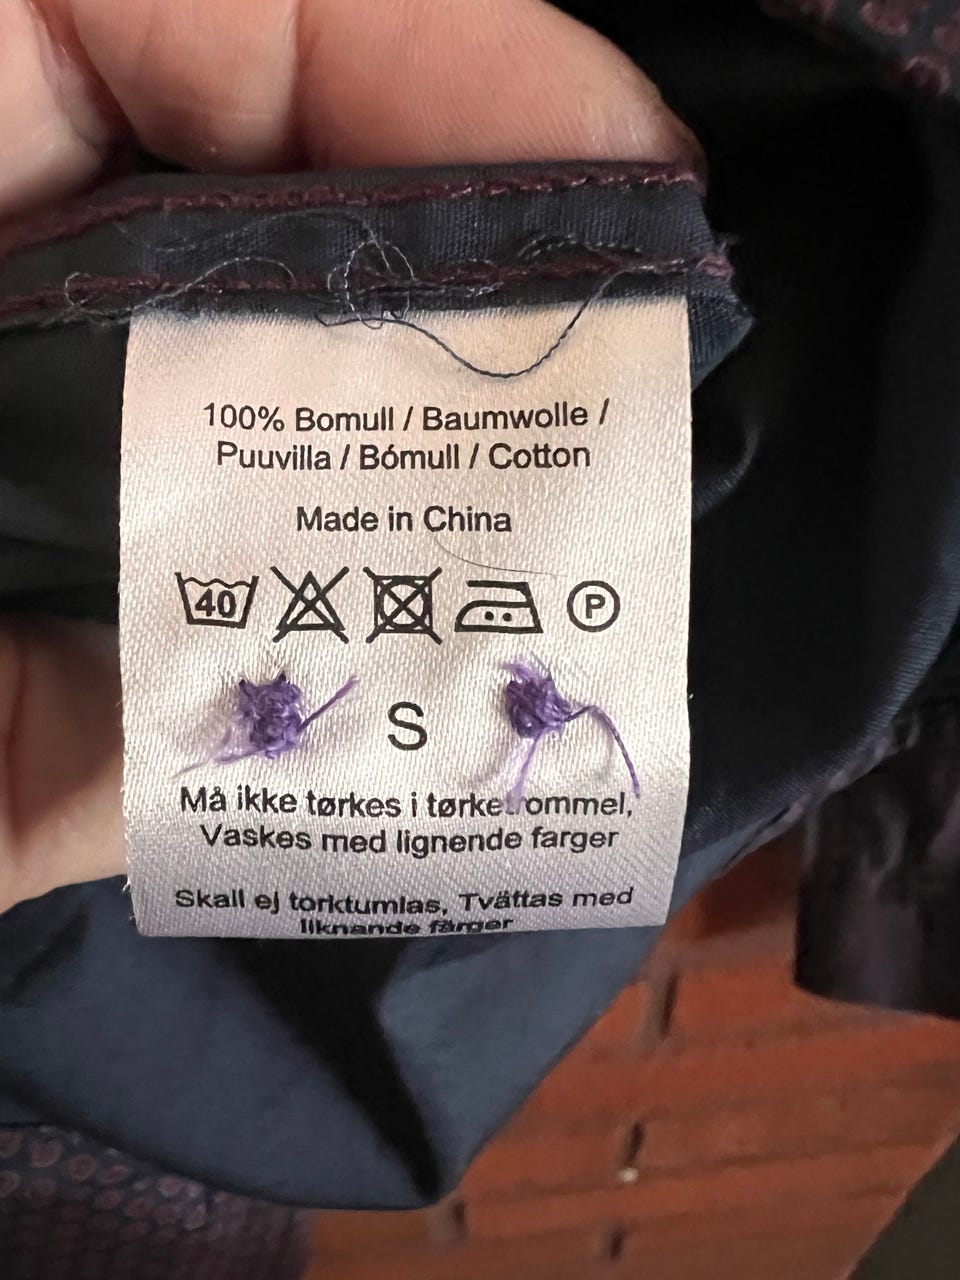 100% Bomull / Baumwolle /
Puuvilla / Bómull / Cotton
Made in China
40 P
S
Må ikke tørkes i tørketrommel,
Vaskes med lignende farger
Skall ej torktumlas, Tvättas med
liknande färger